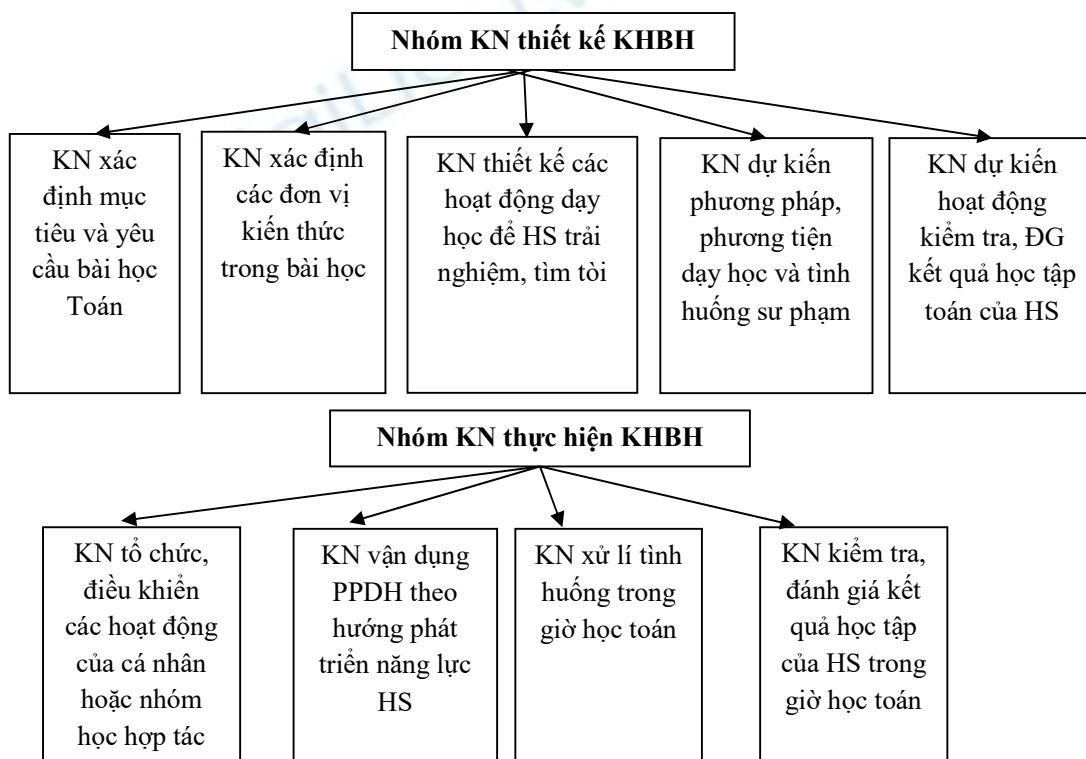 Nhóm KN thiết kế KHBH
KN xác
định mục
tiêu và yêu
cầu bài học
Toán
KN xác định
các đơn vị
kiến thức
trong bài học
KN thiết kế các
hoạt động dạy
học để HS trải
nghiệm, tìm tòi
KN dự kiến
phương pháp,
phương tiện
dạy học và tình
huống sư phạm
KN dự kiến
hoạt động
kiểm tra, ĐG
kết quả học tập
toán của HS
Nhóm KN thực hiện KHBH
KN tổ chức,
điều khiển
các hoạt động
của cá nhân
hoặc nhóm
học hợp tác
KN vận dụng
PPDH theo
hướng phát
triển năng lực
HS
KN xử lí tình
huống trong
giờ học toán
KN kiểm tra,
đánh giá kết
quả học tập
của HS trong
giờ học toán